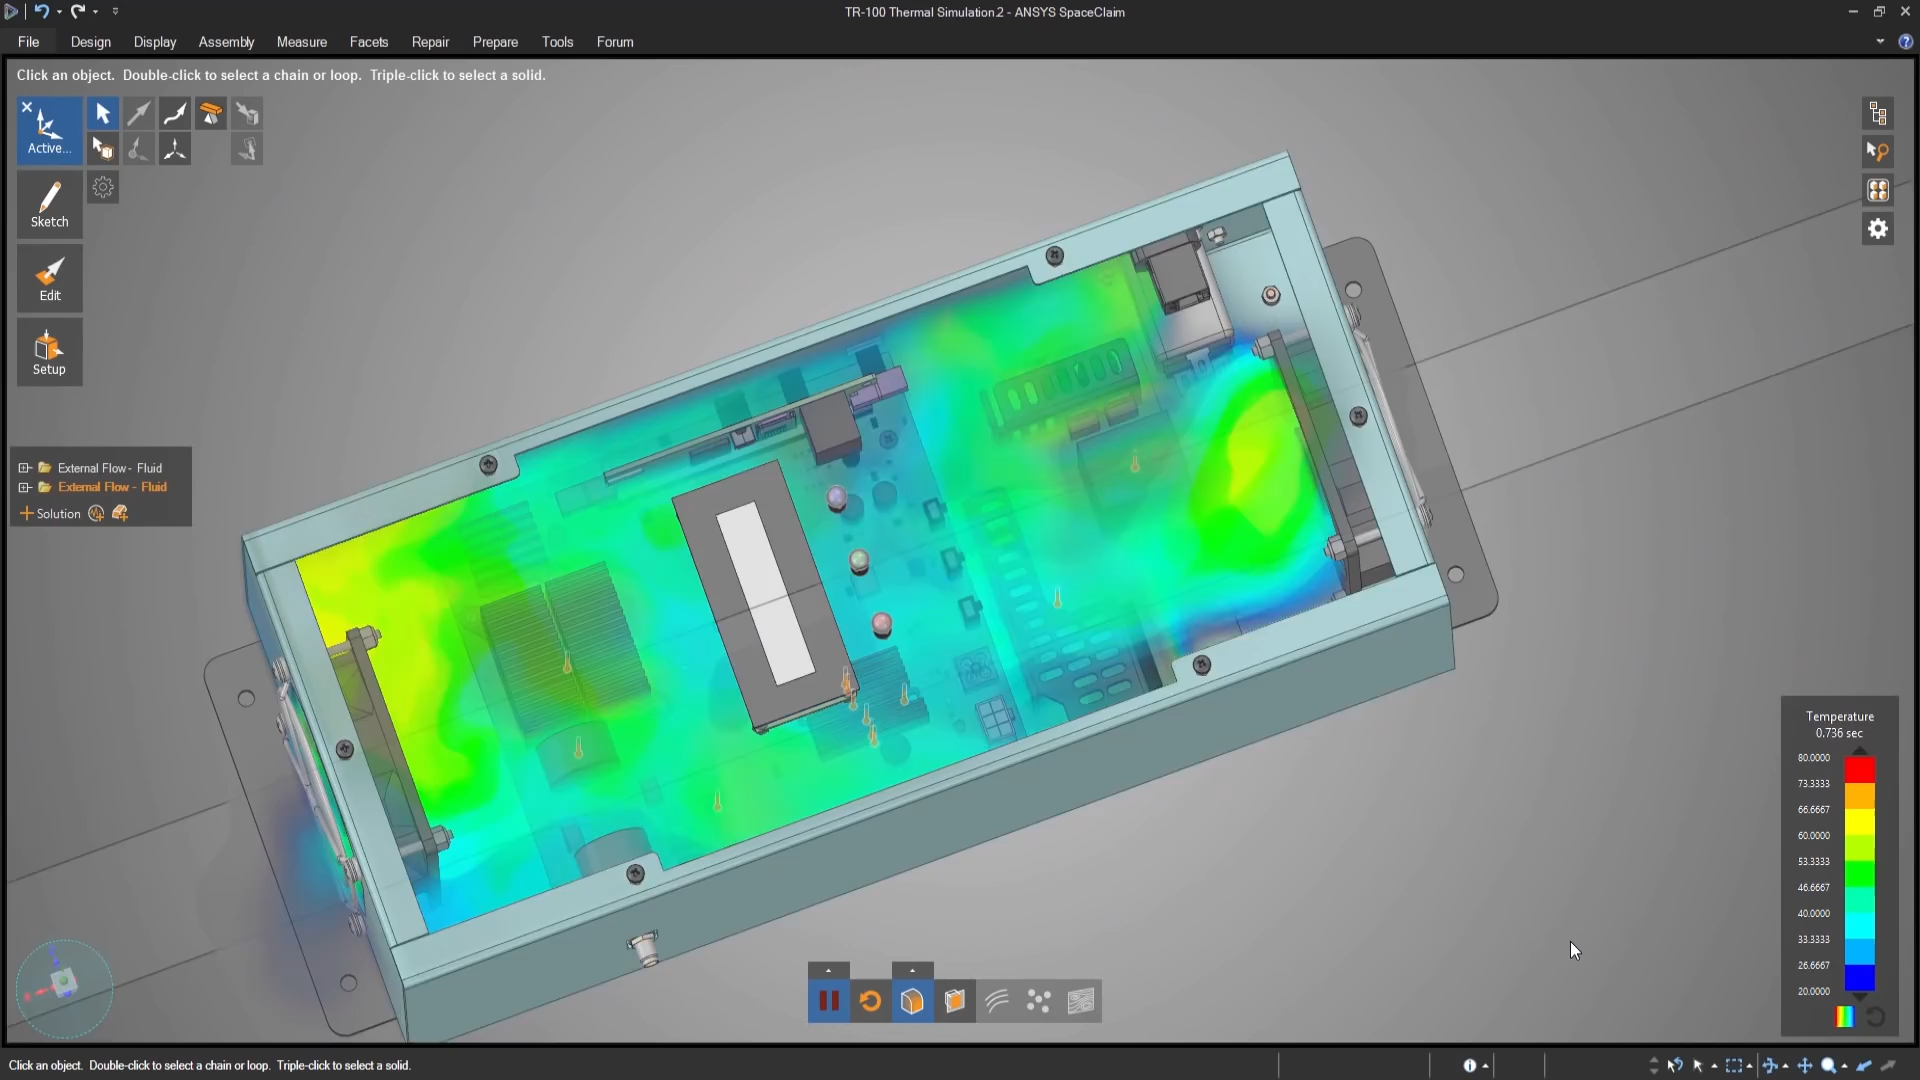 TR-100 Thermal Simulation.2 - ANSYS SpaceClaim
File Design Display Assembly Measure Facets Repair Prepare Tools Forum
Click an object. Double-click to select a chain or loop. Triple-click to select a solid.
Active...
Sketch
Edit
Setup
External Flow - Fluid
External Flow - Fluid
Solution
Temperature
0.736 sec
80.0000
73.3333
66.6667
60.0000
53.3333
46.6667
40.0000
33.3333
26.6667
20.0000
Click an object. Double-click to select a chain or loop. Triple-click to select a solid.